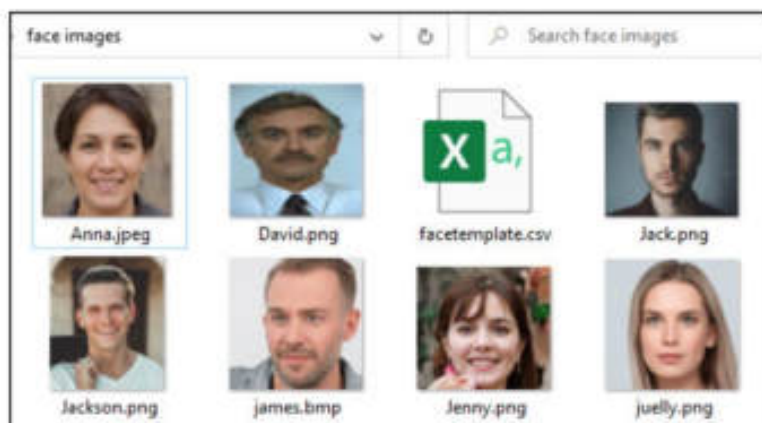 face images
Search face images
X a,
Anna.jpeg
David.png
facetemplate.csv
Jack.png
Jackson.png
james.bmp
Jenny.png
juelly.png